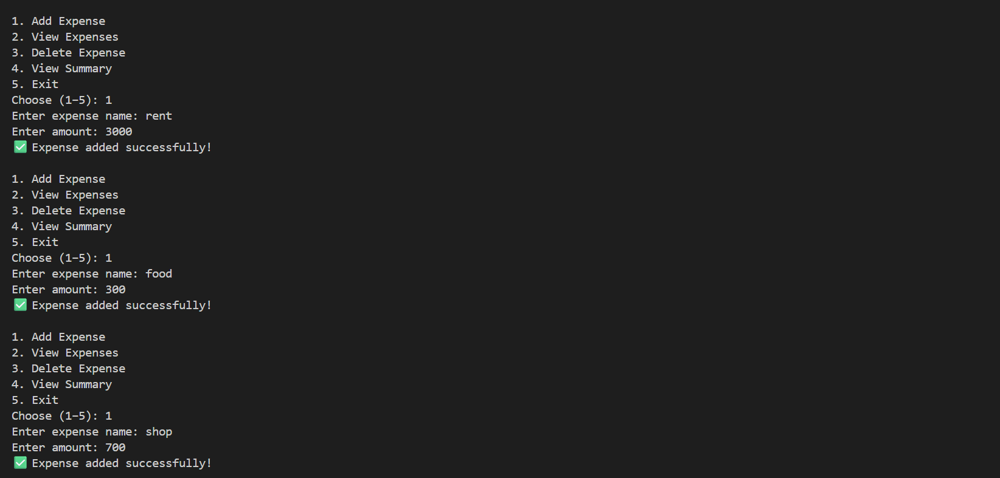 1. Add Expense
2. View Expenses
3. Delete Expense
4. View Summary
5. Exit
Choose (1–5): 1
Enter expense name: rent
Enter amount: 3000
✅ Expense added successfully!

1. Add Expense
2. View Expenses
3. Delete Expense
4. View Summary
5. Exit
Choose (1–5): 1
Enter expense name: food
Enter amount: 300
✅ Expense added successfully!

1. Add Expense
2. View Expenses
3. Delete Expense
4. View Summary
5. Exit
Choose (1–5): 1
Enter expense name: shop
Enter amount: 700
✅ Expense added successfully!